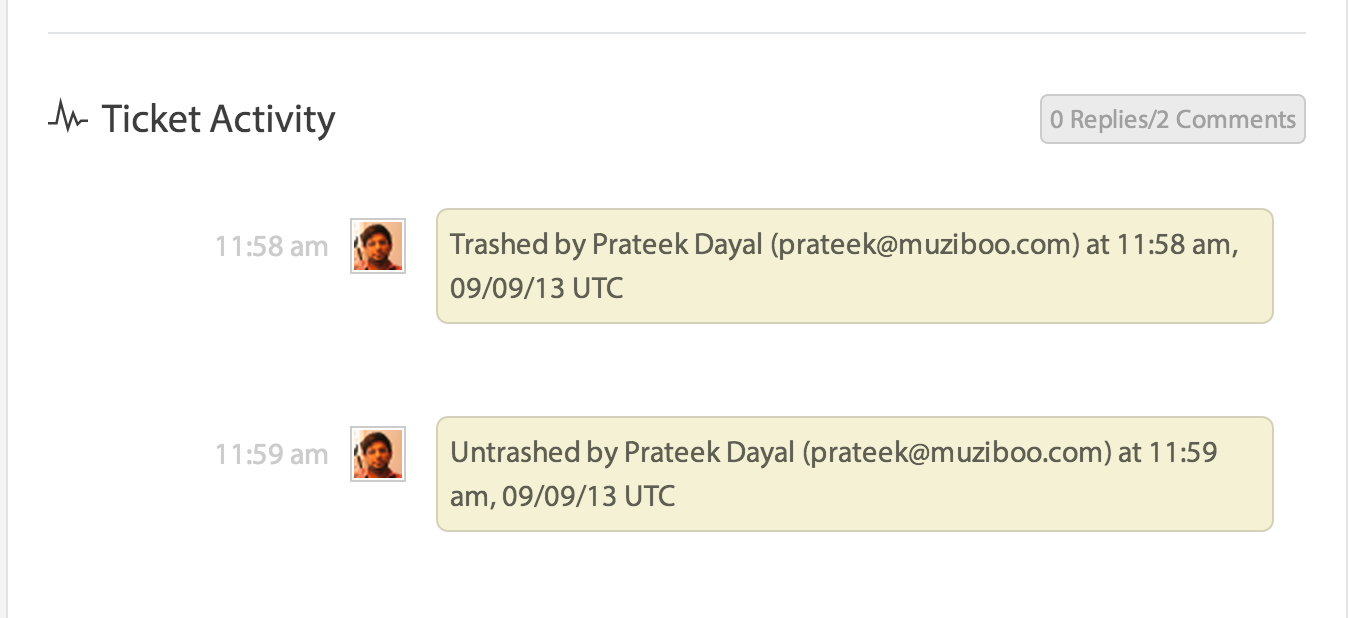 Ticket Activity
0 Replies/2 Comments
11:58 am
Trashed by Prateek Dayal (prateek@muziboo.com) at 11:58 am,
09/09/13 UTC
11:59 am
Untrashed by Prateek Dayal (prateek@muziboo.com) at 11:59
am, 09/09/13 UTC